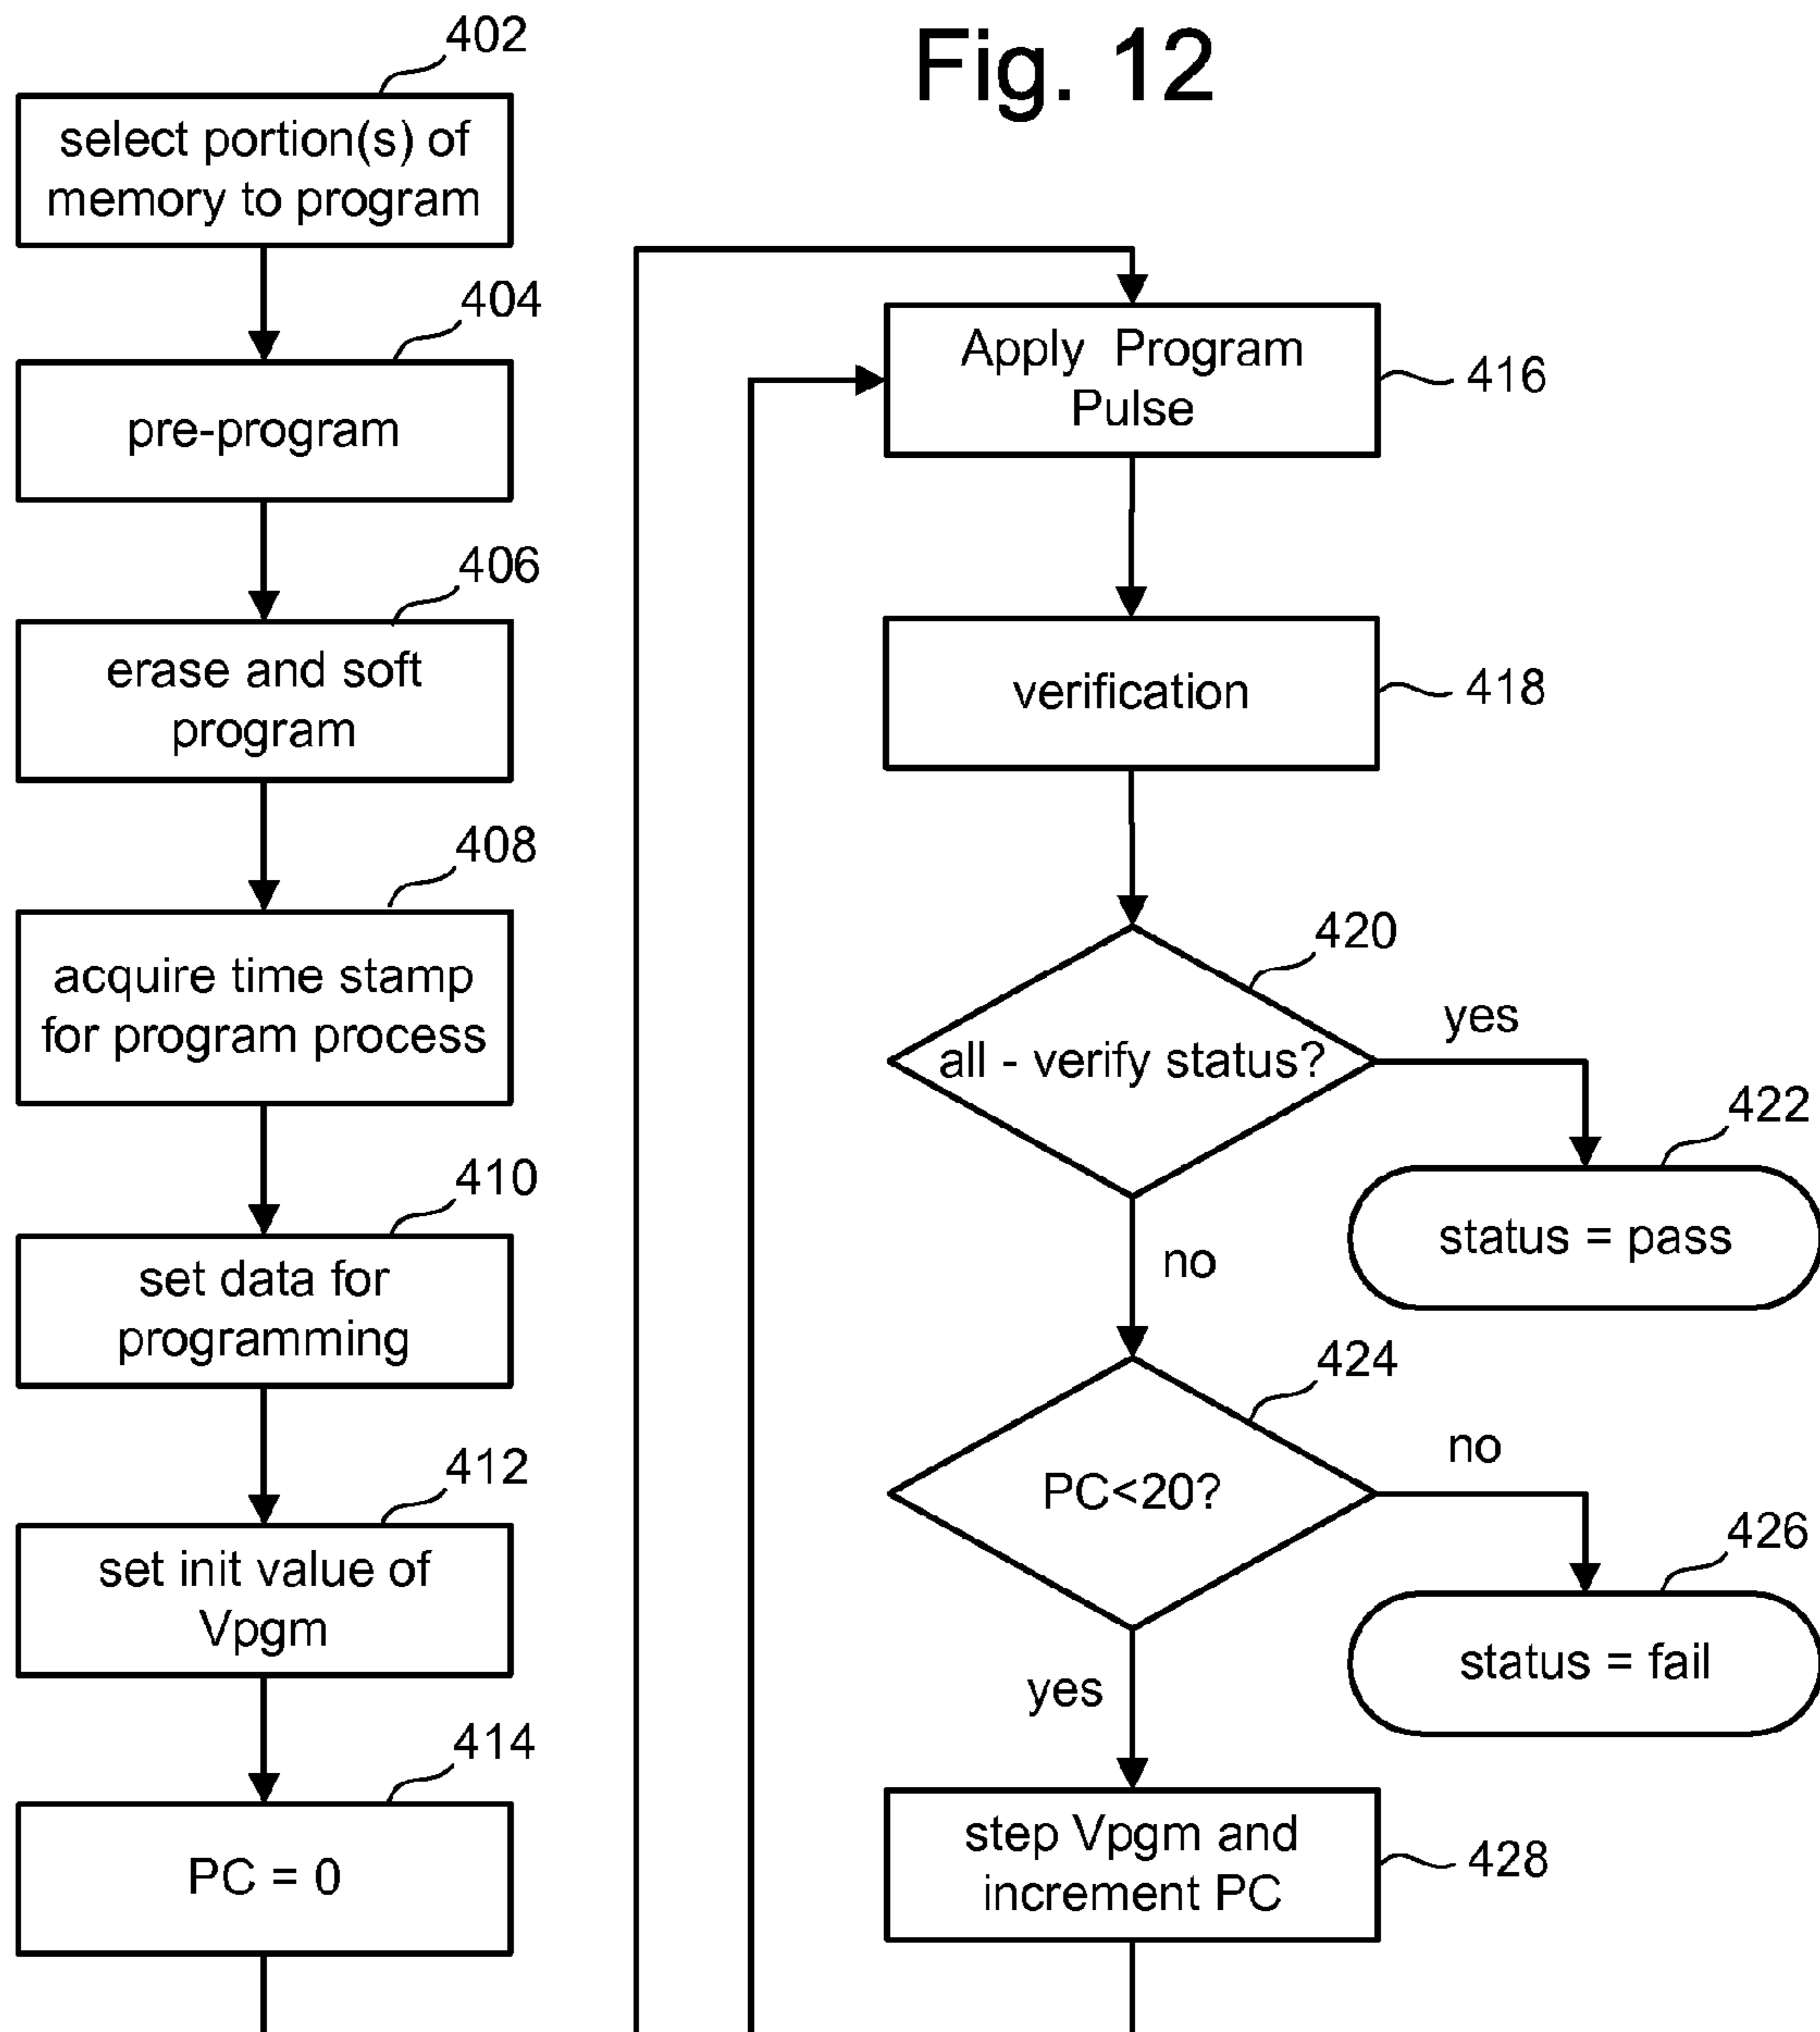 Fig. 12
402
select portion(s) of
memory to program
404
pre-program
406
erase and soft
program
408
acquire time stamp
for program process
410
set data for
programming
412
set init value of
Vpgm
414
PC = 0
Apply Program
Pulse
416
verification
418
420
all - verify status?
yes
422
status = pass
no
424
PC<20?
no
426
status = fail
yes
step Vpgm and
increment PC
428